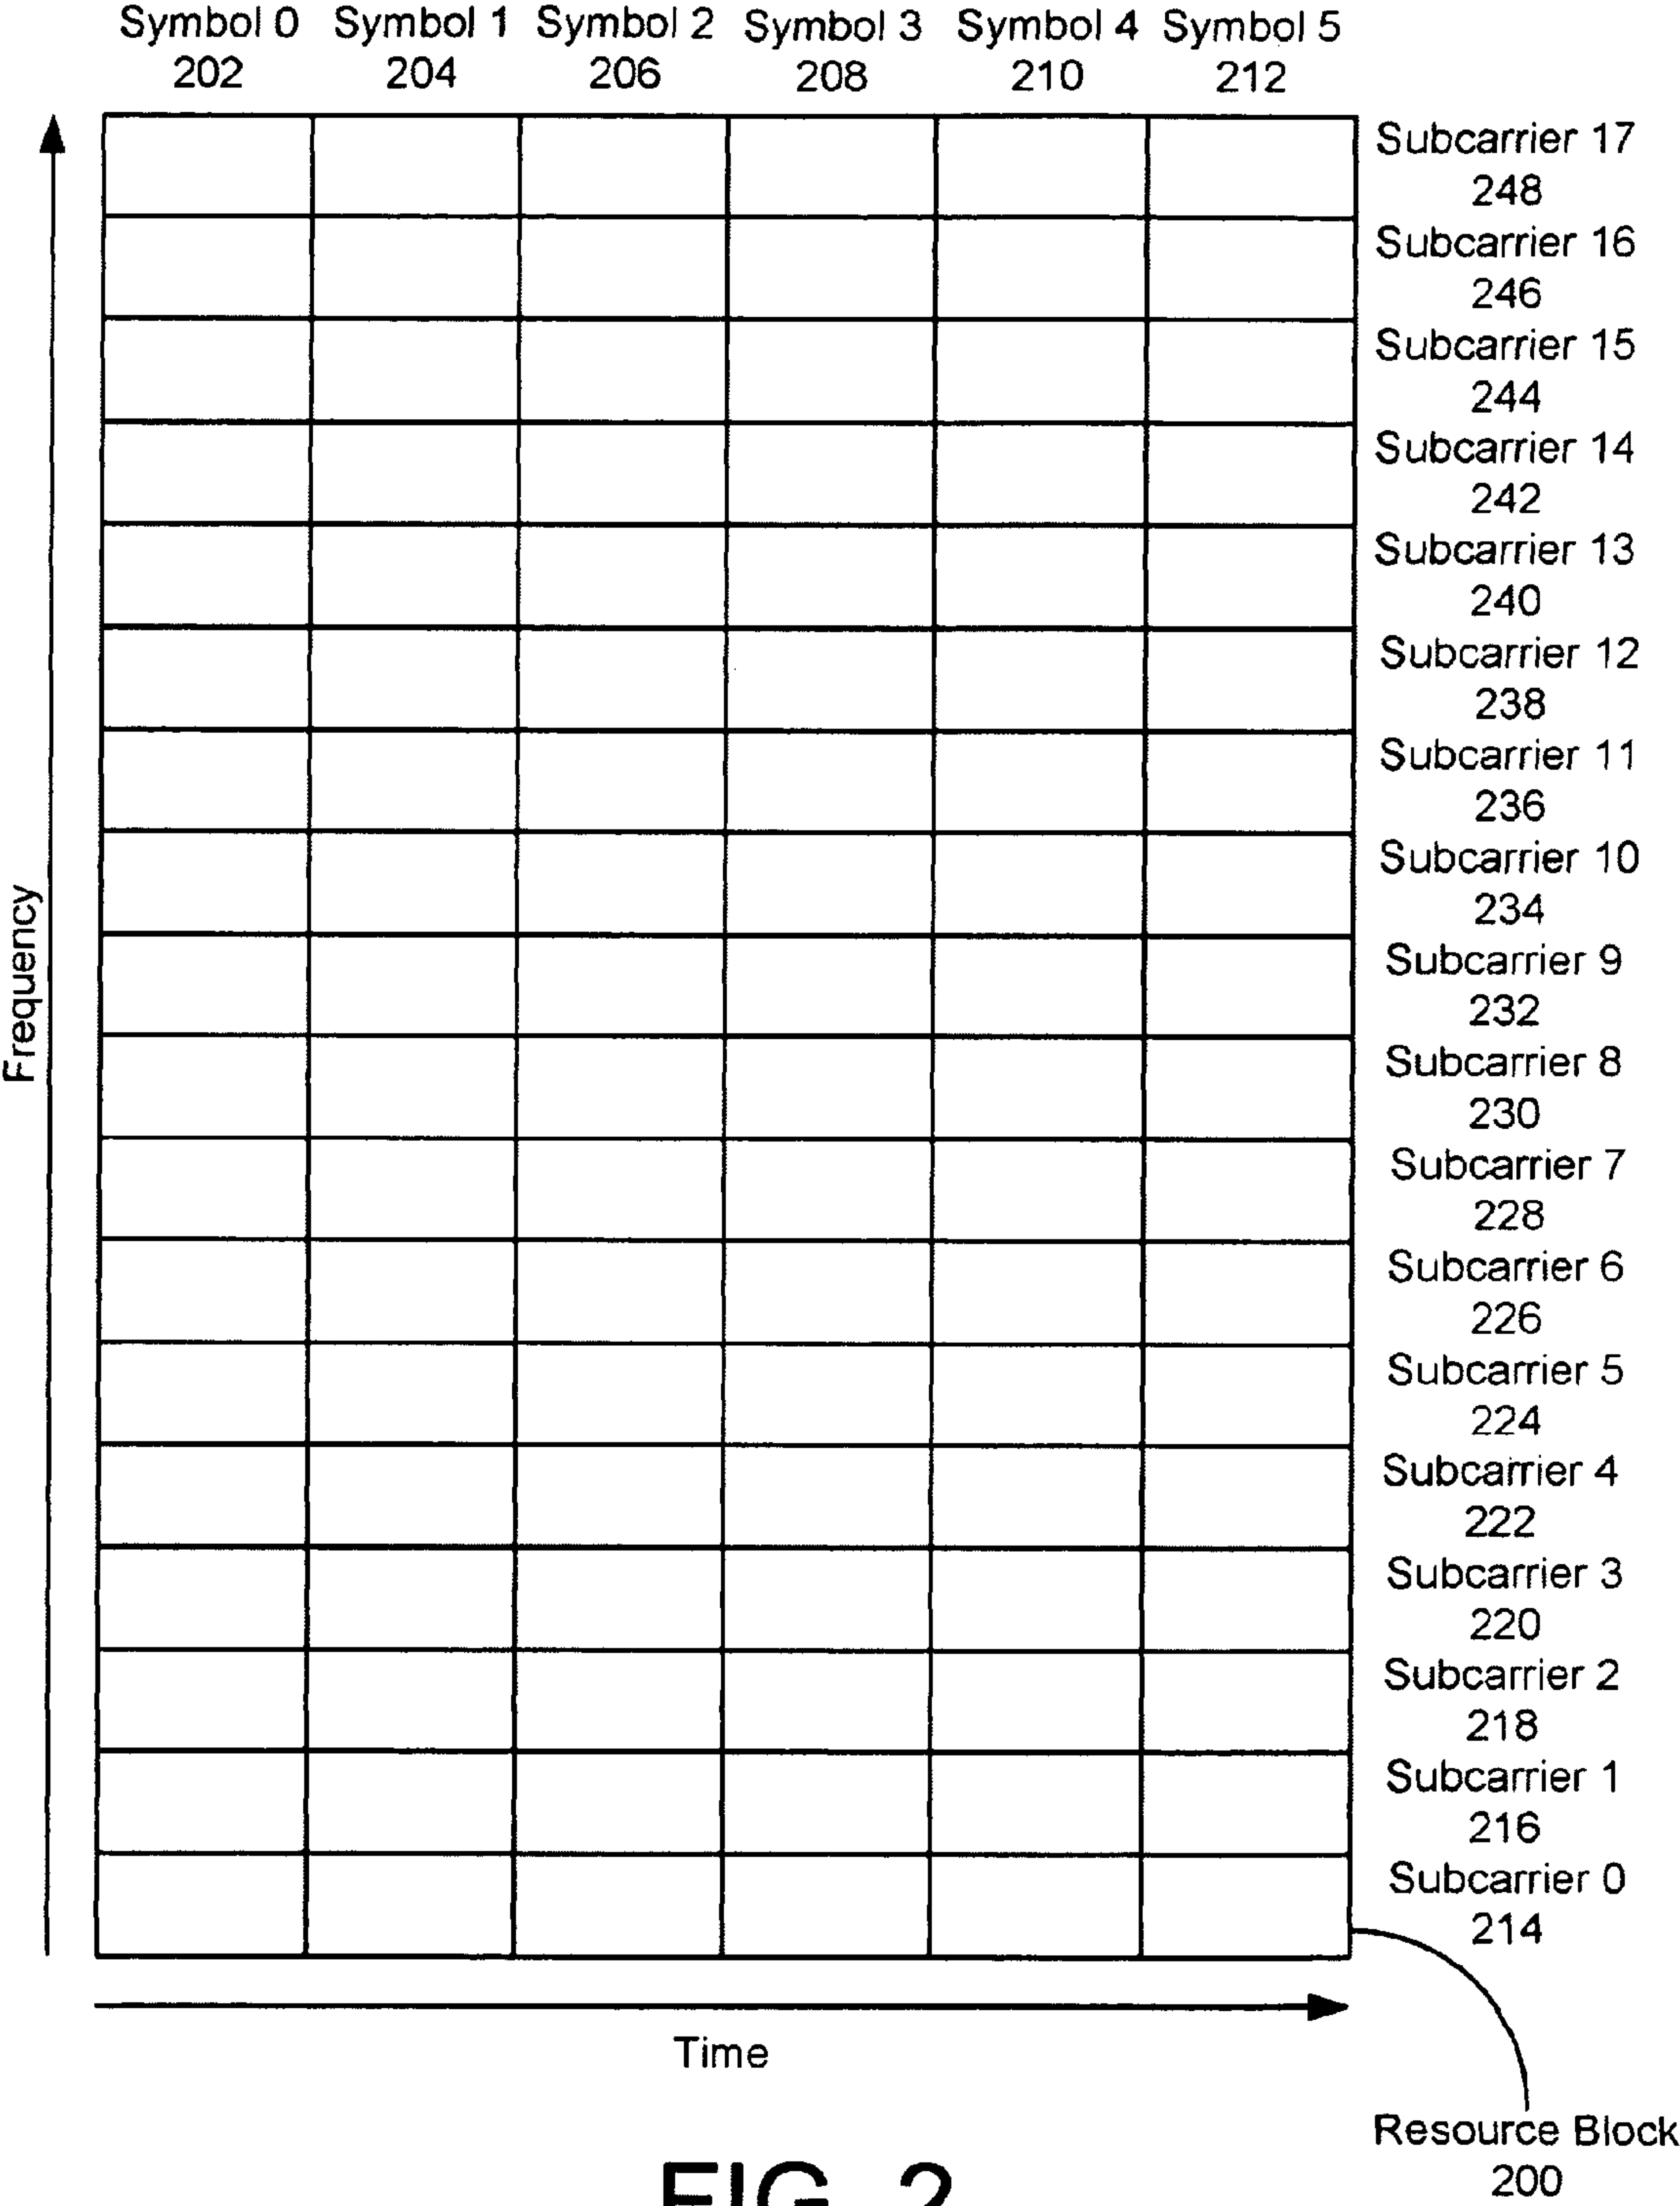 Symbol 0 Symbol 1 Symbol 2 Symbol 3 Symbol 4 Symbol 5
202 204 206 208 210 212
Subcarrier 17
248
Subcarrier 16
246
Subcarrier 15
244
Subcarrier 14
242
Subcarrier 13
240
Subcarrier 12
238
Subcarrier 11
236
Subcarrier 10
234
Subcarrier 9
232
Subcarrier 8
230
Subcarrier 7
228
Subcarrier 6
226
Subcarrier 5
224
Subcarrier 4
222
Subcarrier 3
220
Subcarrier 2
218
Subcarrier 1
216
Subcarrier 0
214
Frequency
Time
Resource Block
200
FIG. 2